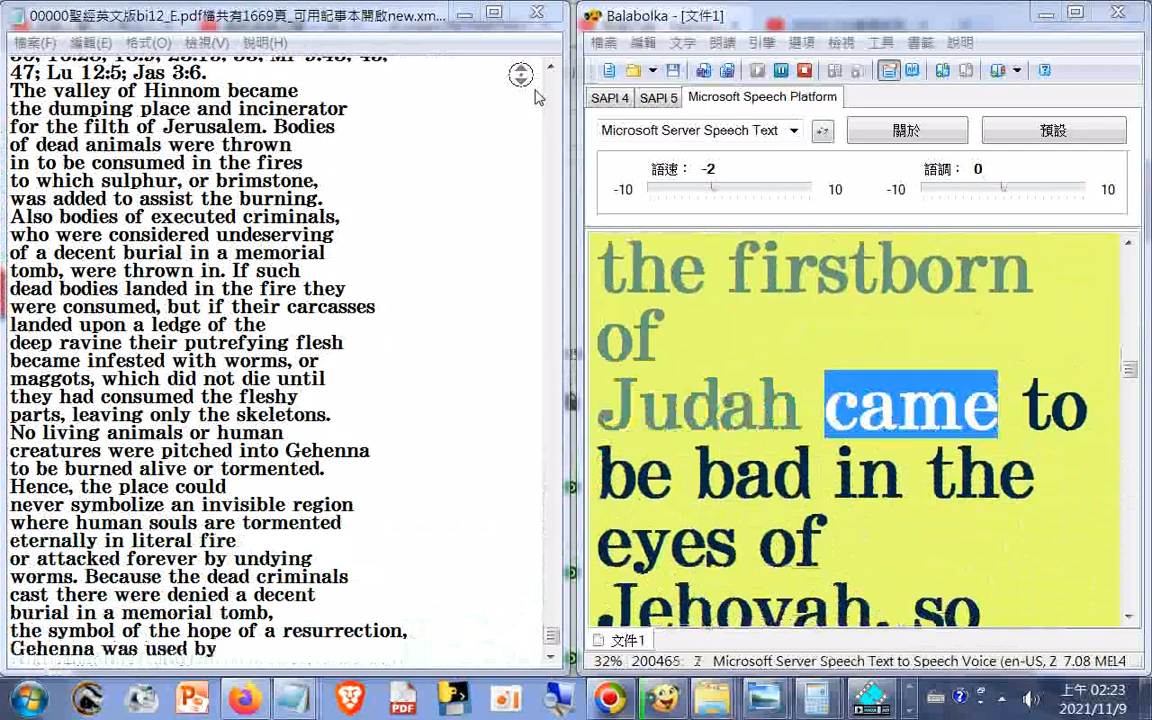 00000聖經英文版bi12_E.pdf檔共有1669頁_可用記事本開啟new.xm...
檔案(F) 編輯(E) 格式(O) 檢視(V) 說明(H)
47; Lu 12:5; Jas 3:6.
The valley of Hinnom became
the dumping place and incinerator
for the filth of Jerusalem. Bodies
of dead animals were thrown
in to be consumed in the fires
to which sulphur, or brimstone,
was added to assist the burning.
Also bodies of executed criminals,
who were considered undeserving
of a decent burial in a memorial
tomb, were thrown in. If such
dead bodies landed in the fire they
were consumed, but if their carcasses
landed upon a ledge of the
deep ravine their putrefying flesh
became infested with worms, or
maggots, which did not die until
they had consumed the fleshy
parts, leaving only the skeletons.
No living animals or human
creatures were pitched into Gehenna
to be burned alive or tormented.
Hence, the place could
never symbolize an invisible region
where human souls are tormented
eternally in literal fire
or attacked forever by undying
worms. Because the dead criminals
cast there were denied a decent
burial in a memorial tomb,
the symbol of the hope of a resurrection,
Gehenna was used by
Balabolka - [文件1]
檔案 編輯 文字 朗讀 引擎 選項 檢視 工具 書籤 說明
SAPI 4 SAPI 5 Microsoft Speech Platform
Microsoft Server Speech Text 關於 預設
語速: -2 語調: 0
-10 10 -10 10
the firstborn
of
Judah came to
be bad in the
eyes of
Jehovah, so
文件1
32% 200465: Microsoft Server Speech Text to Speech Voice (en-US, Z 7.08 ME
上午 02:23
2021/11/9